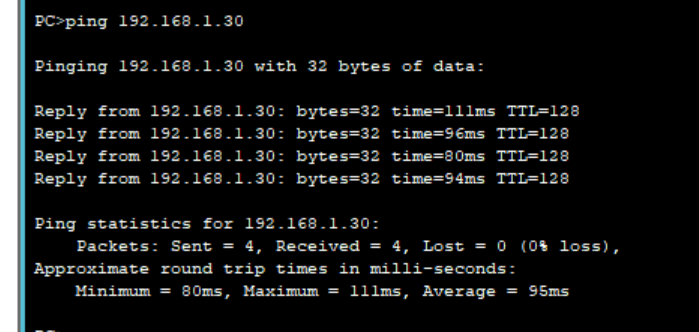 PC>ping 192.168.1.30
Pinging 192.168.1.30 with 32 bytes of data:
Reply from 192.168.1.30: bytes=32 time=111ms TTL=128
Reply from 192.168.1.30: bytes=32 time=96ms TTL=128
Reply from 192.168.1.30: bytes=32 time=80ms TTL=128
Reply from 192.168.1.30: bytes=32 time=94ms TTL=128
Ping statistics for 192.168.1.30:
Packets: Sent = 4, Received = 4, Lost = 0 (0% loss),
Approximate round trip times in milli-seconds:
Minimum = 80ms, Maximum = 111ms, Average = 95ms